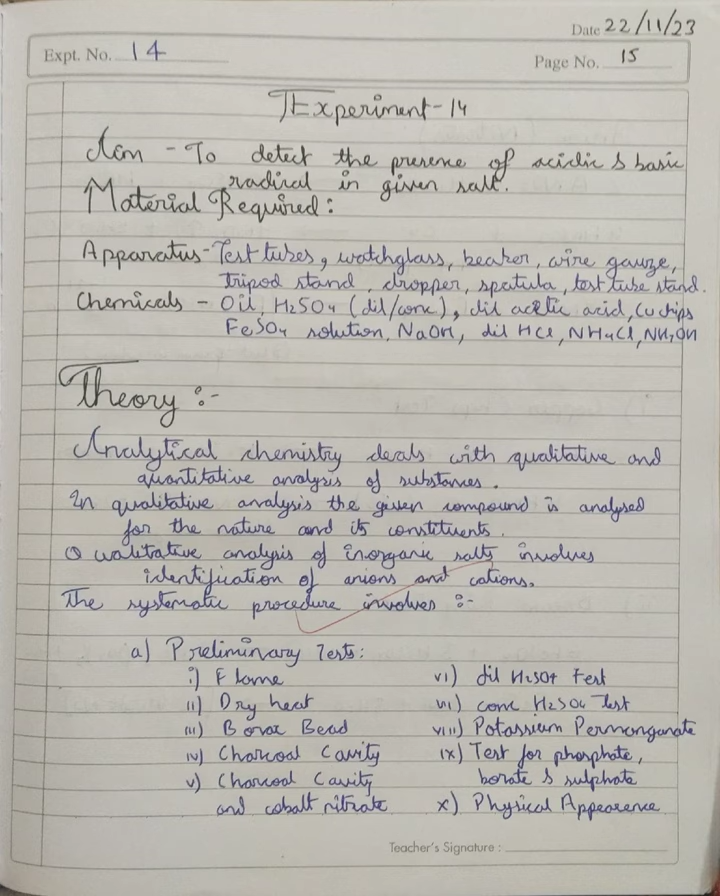 Date 22/11/23
Expt. No. 14
Page No. 15
Experiment-14
Aim - To detect the presene of acidic & basic
radical in given salt.
Material Required:
Apparatus- Test tubes, watchglass, beaker, wire gauze,
tripod stand, dropper, spatula, test tube stand.
Chemicals - Oil, H2SO4 (dil/conc), dil acetic acid, Cu chips
FeSO4 solution, NaOH, dil HCl, NH4Cl, NH4OH
Theory :-
Analytical chemistry deals with qualitative and
quantitative analysis of substances.
In qualitative analysis the given compound is analysed
for the nature and its constituents.
Qualitative analysis of inorganic salts involves
identification of anions and cations.
The systematic procedure involves :-
a) Preliminary Tests:
i) Flame
ii) Dry heat
iii) Borax Bead
iv) Charcoal Cavity
v) Charcoal Cavity
and cobalt nitrate
vi) dil H2SO4 Test
vii) conc H2SO4 Test
viii) Potassium Permanganate
ix) Test for phosphate,
borate & sulphate
x) Physical Appearence
Teacher's Signature :